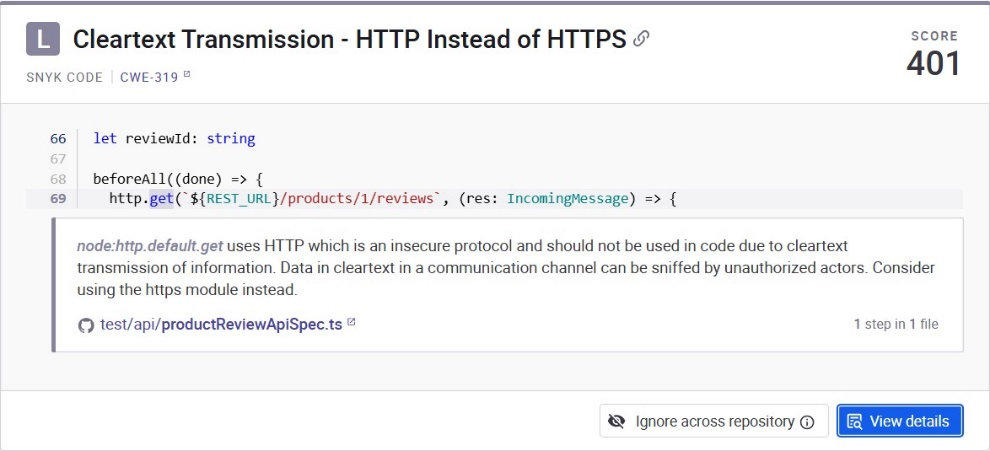 L Cleartext Transmission - HTTP Instead of HTTPS
SCORE
401
SNYK CODE | CWE-319
66 let reviewId: string
67
68 beforeAll((done) => {
69 http.get(`${REST_URL}/products/1/reviews`, (res: IncomingMessage) => {
node:http.default.get uses HTTP which is an insecure protocol and should not be used in code due to cleartext
transmission of information. Data in cleartext in a communication channel can be sniffed by unauthorized actors. Consider
using the https module instead.
test/api/productReviewApiSpec.ts
1 step in 1 file
Ignore across repository
View details